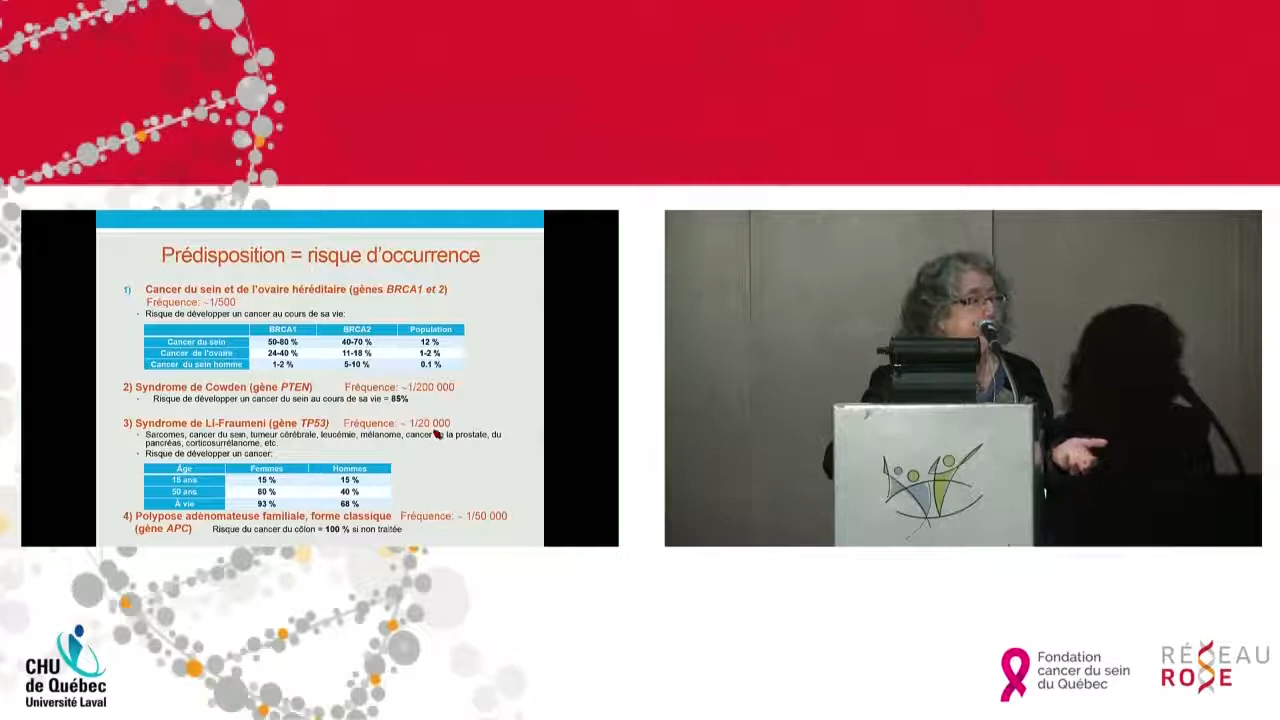 Prédisposition = risque d'occurrence
1) Cancer du sein et de l'ovaire héréditaire (gènes BRCA1 et 2)
Fréquence: ~1/500
• Risque de développer un cancer au cours de sa vie:
BRCA1 BRCA2 Population
Cancer du sein 50-80 % 40-70 % 12 %
Cancer de l'ovaire 24-40 % 11-18 % 1-2 %
Cancer du sein homme 1-2 % 5-10 % 0.1 %
2) Syndrome de Cowden (gène PTEN) Fréquence: ~1/200 000
• Risque de développer un cancer du sein au cours de sa vie = 85%
3) Syndrome de LI-Fraumeni (gène TP53) Fréquence: ~ 1/20 000
• Sarcomes, cancer du sein, tumeur cérébrale, leucémie, mélanome, cancer la prostate, du
pancréas, corticosurrélanome, etc.
• Risque de développer un cancer:
Âge Femmes Hommes
15 ans 15 % 15 %
50 ans 80 % 40 %
À vie 93 % 68 %
4) Polypose adénomateuse familiale, forme classique Fréquence: ~ 1/50 000
(gène APC) Risque du cancer du côlon = 100 % si non traitée
CHU
de Québec
Université Laval
Fondation
cancer du sein
du Québec
RÉSEAU
ROSE